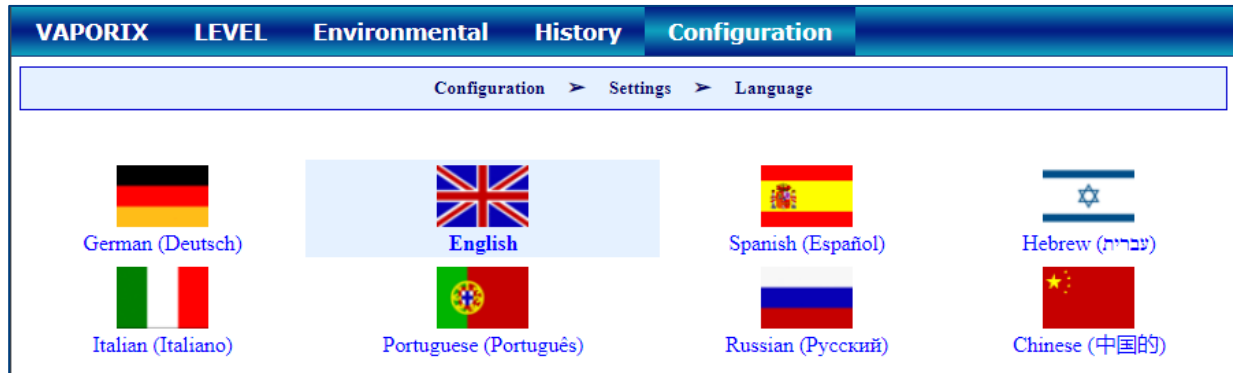 VAPORIX LEVEL Environmental History Configuration
Configuration ➢ Settings ➢ Language
German (Deutsch) English Spanish (Español) Hebrew (עברית)
Italian (Italiano) Portuguese (Português) Russian (Русский) Chinese (中国的)